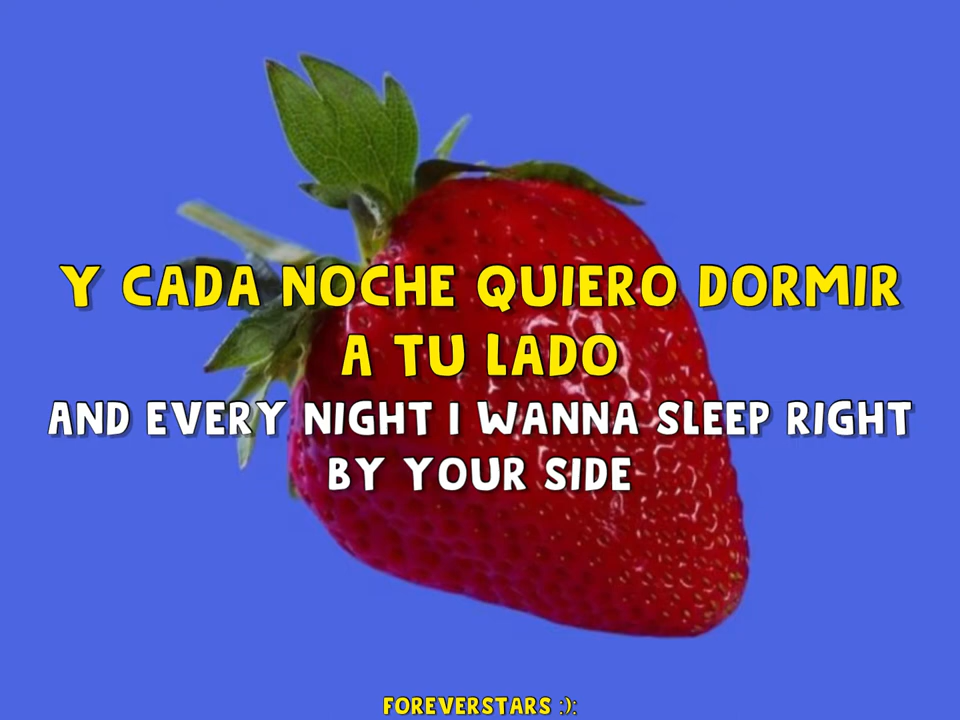 Y CADA NOCHE QUIERO DORMIR
A TU LADO
AND EVERY NIGHT I WANNA SLEEP RIGHT
BY YOUR SIDE
FOREVERSTARS :):